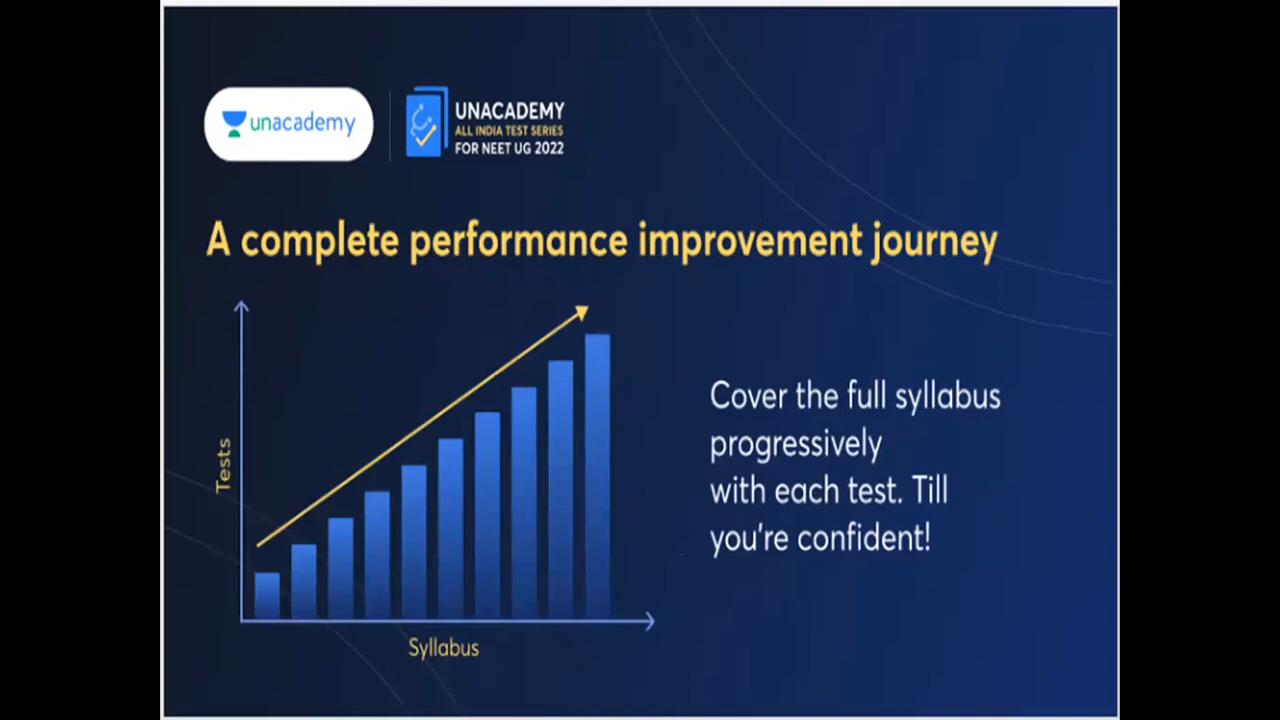 unacademy
UNACADEMY
ALL INDIA TEST SERIES
FOR NEET UG 2022
A complete performance improvement journey
Tests
Syllabus
Cover the full syllabus
progressively
with each test. Till
you're confident!